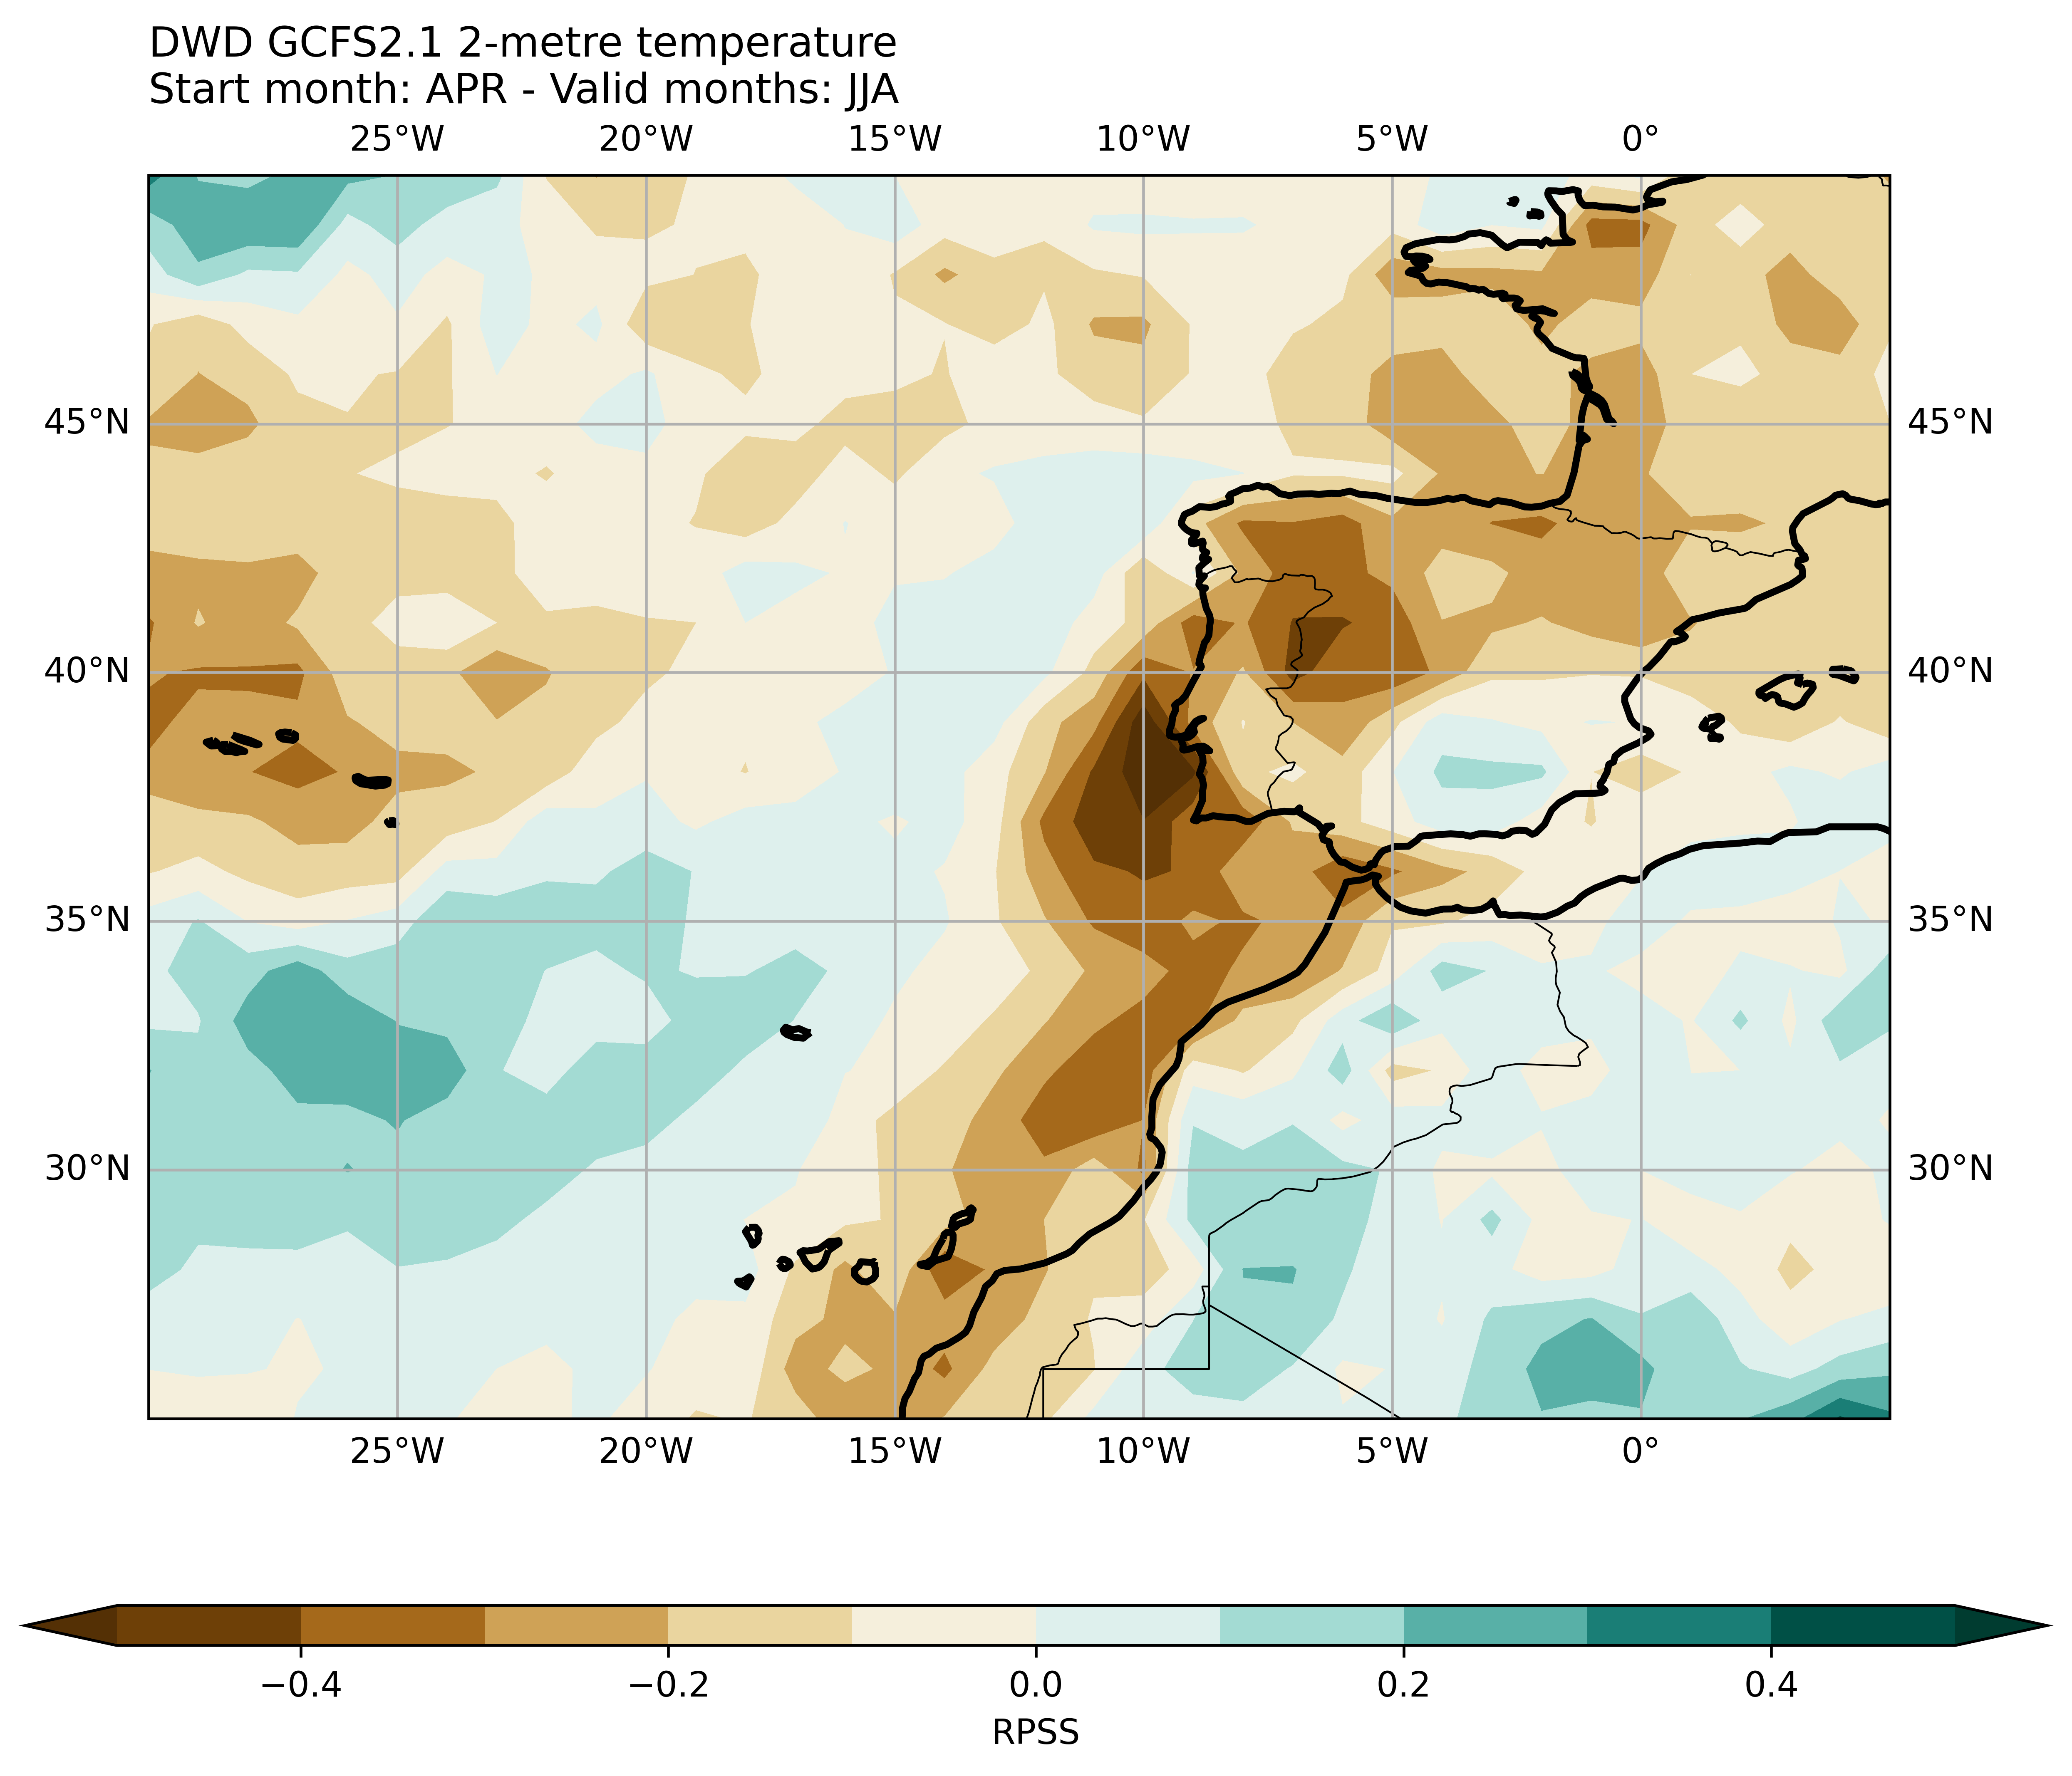 DWD GCFS2.1 2-metre temperature
Start month: APR - Valid months: JJA
25°W 20°W 15°W 10°W 5°W 0°
45°N 45°N
40°N 40°N
35°N 35°N
30°N 30°N
25°W 20°W 15°W 10°W 5°W 0°
−0.4 −0.2 0.0 0.2 0.4
RPSS